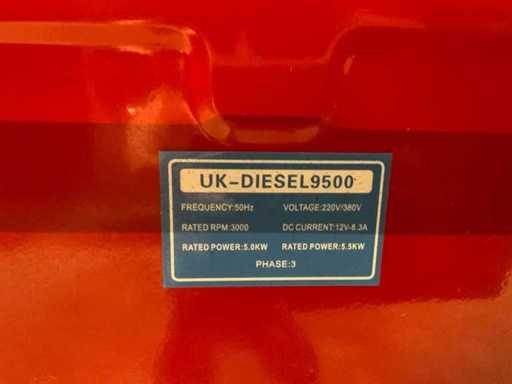 UK-DIESEL9500
FREQUENCY:50Hz VOLTAGE:220V/380V
RATED RPM:3000 DC CURRENT:12V-8.3A
RATED POWER:5.0KW RATED POWER:5.5KW
PHASE:3